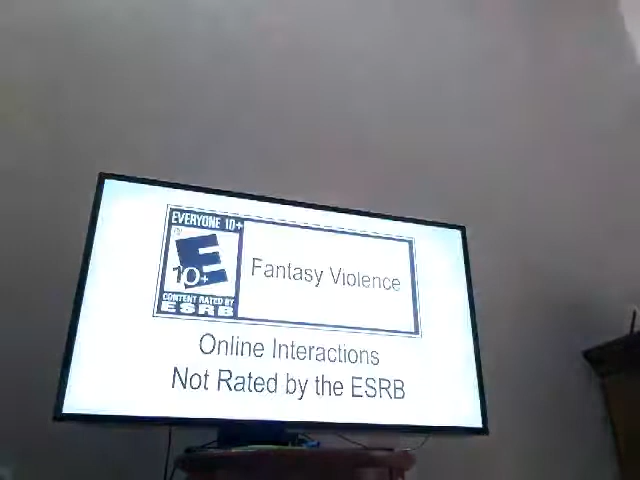 EVERYONE 10+
E
10+
CONTENT RATED BY
ESRB
Fantasy Violence
Online Interactions
Not Rated by the ESRB